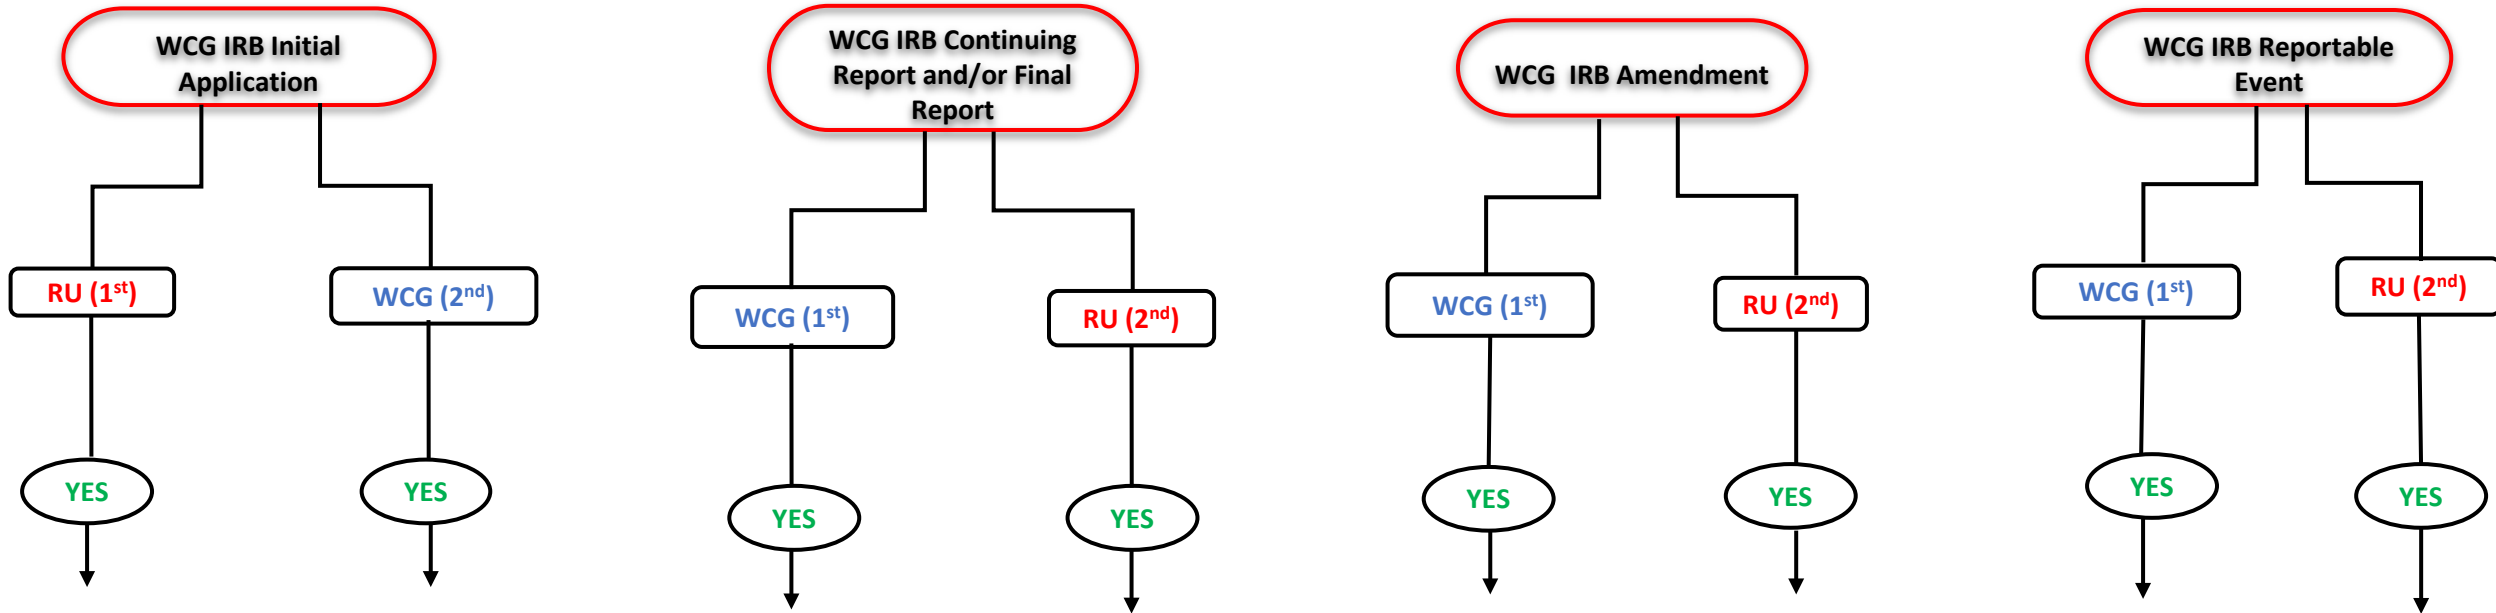 WCG IRB Initial
Application
WCG IRB Continuing
Report and/or Final
Report
WCG  IRB Amendment
WCG IRB Reportable
Event
RU (1st)
WCG (2nd)
WCG (1st)
RU (2nd)
WCG (1st)
RU (2nd)
WCG (1st)
RU (2nd)
YES
YES
YES
YES
YES
YES
YES
YES